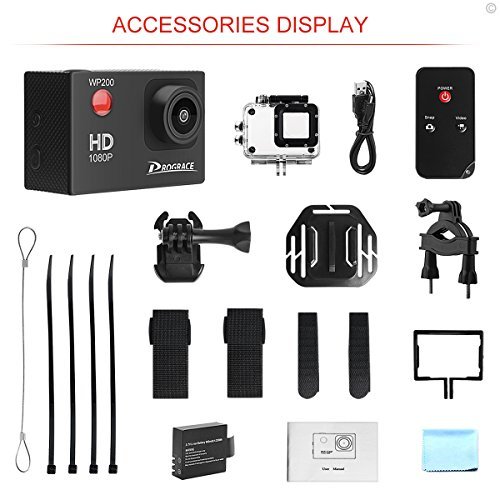 ©
ACCESSORIES DISPLAY
WP200
HD
1080P
PROGRACE
POWER
Snap
Video
User Manual